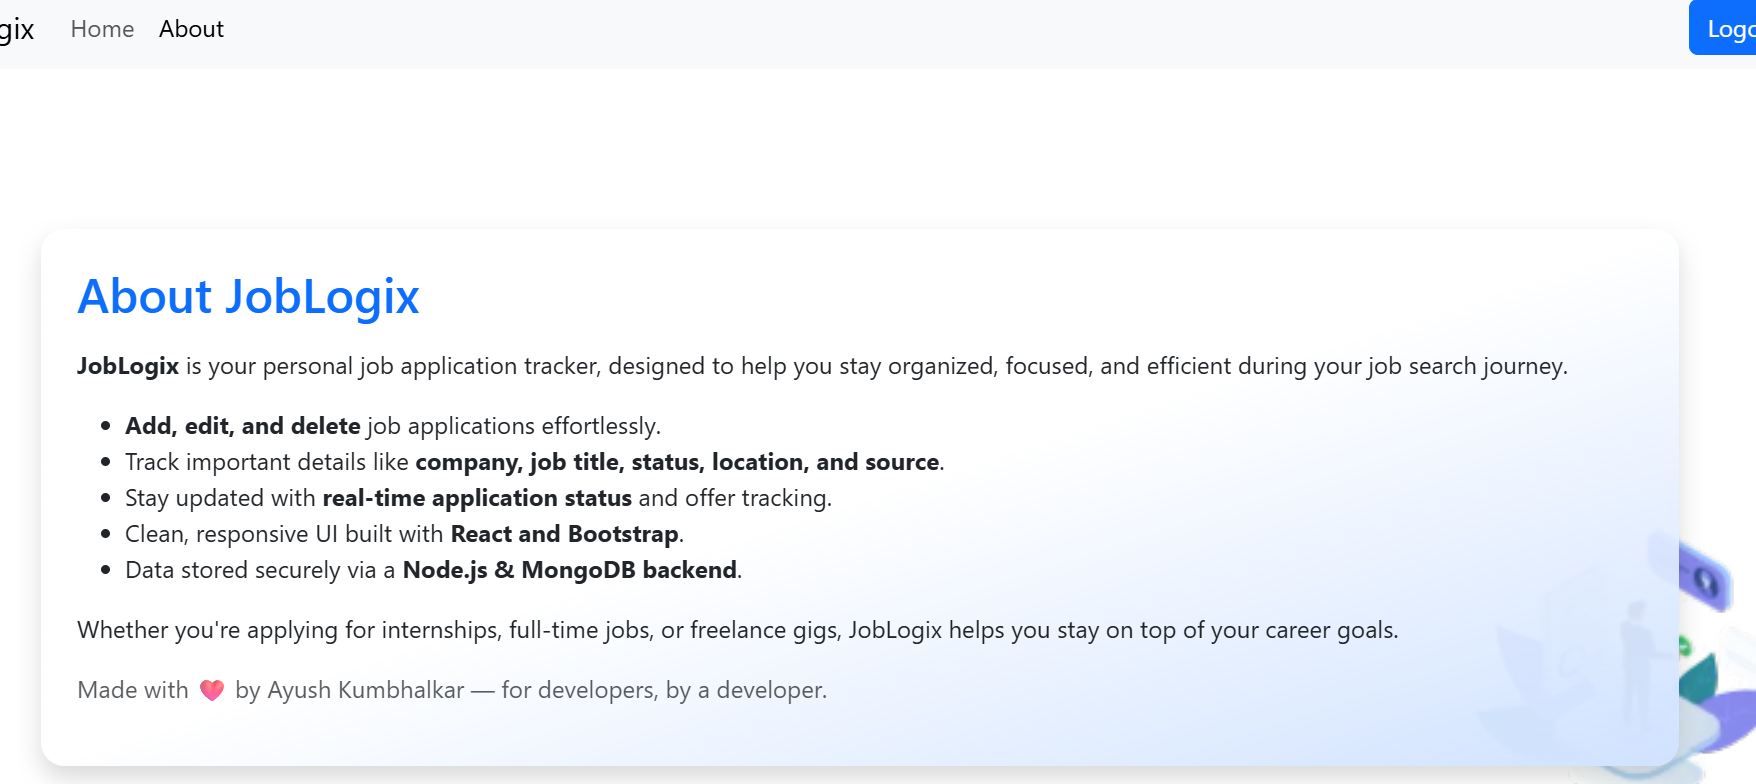 gix Home About Logo
About JobLogix
JobLogix is your personal job application tracker, designed to help you stay organized, focused, and efficient during your job search journey.
• Add, edit, and delete job applications effortlessly.
• Track important details like company, job title, status, location, and source.
• Stay updated with real-time application status and offer tracking.
• Clean, responsive UI built with React and Bootstrap.
• Data stored securely via a Node.js & MongoDB backend.
Whether you're applying for internships, full-time jobs, or freelance gigs, JobLogix helps you stay on top of your career goals.
Made with 💖 by Ayush Kumbhalkar — for developers, by a developer.